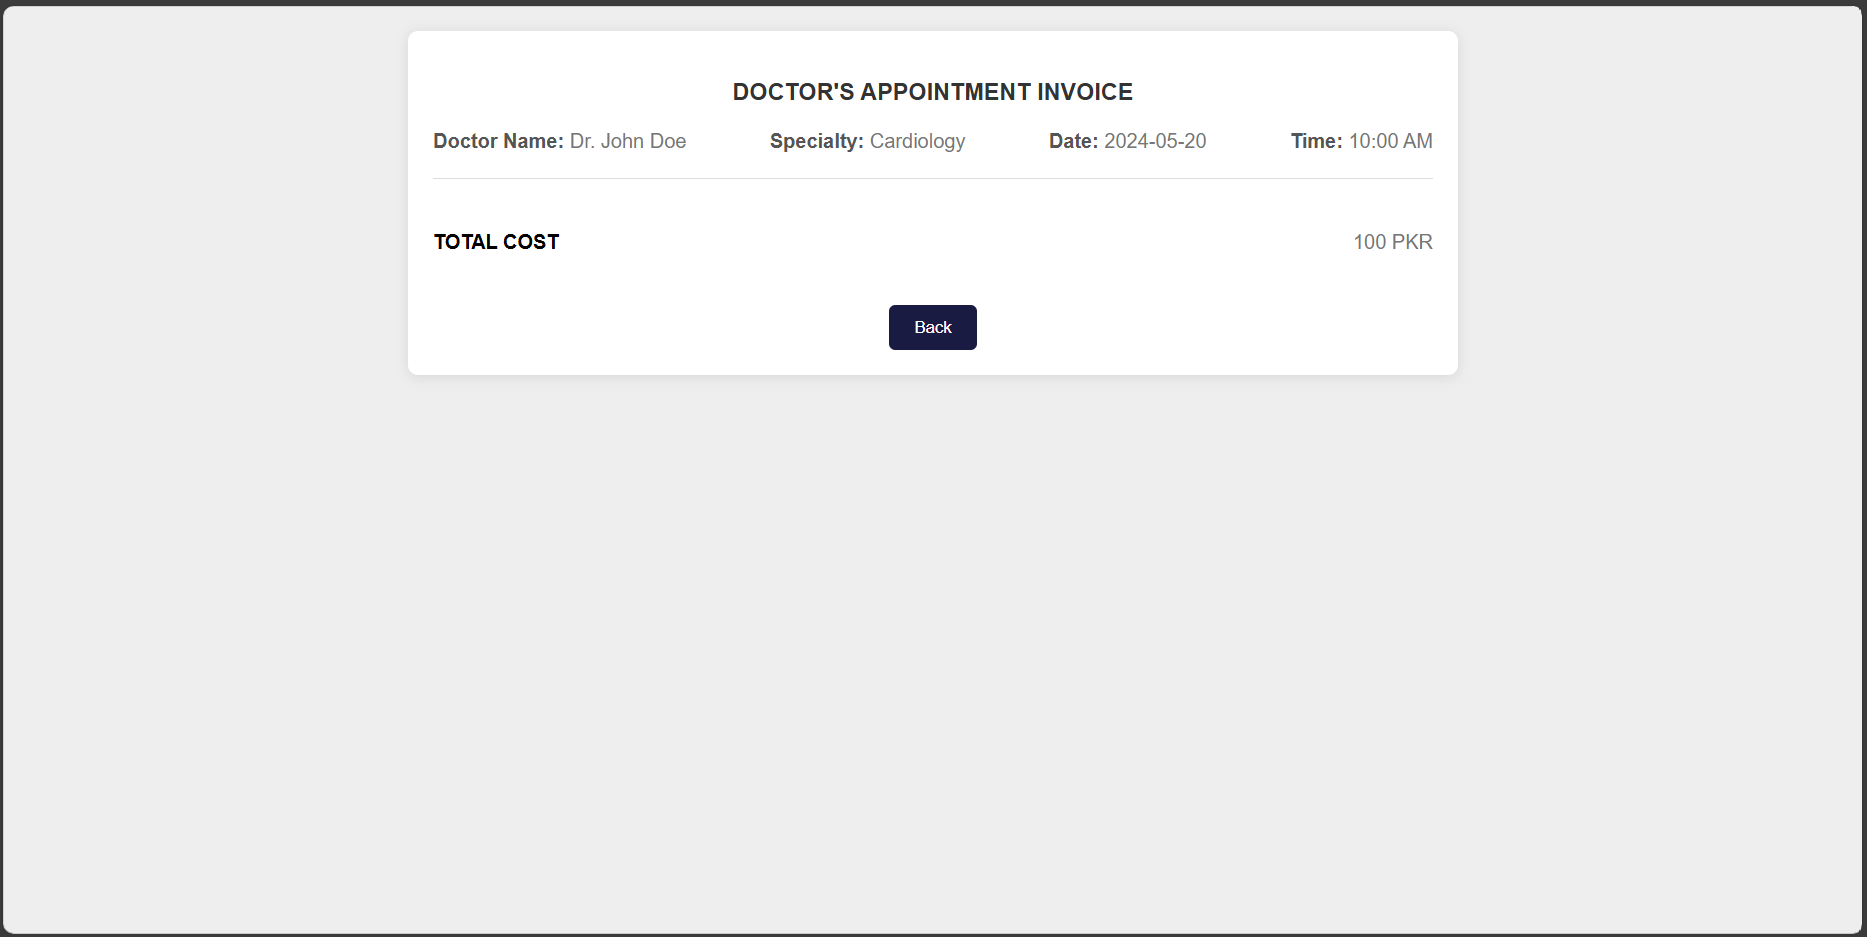 DOCTOR'S APPOINTMENT INVOICE
Doctor Name: Dr. John Doe Specialty: Cardiology Date: 2024-05-20 Time: 10:00 AM
TOTAL COST 100 PKR
Back